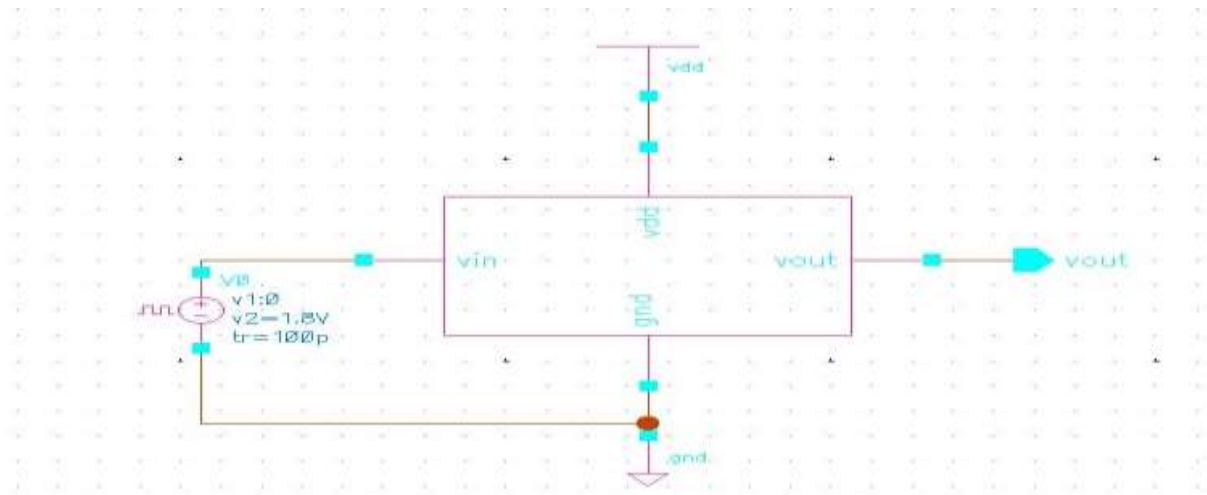 vdd
vdd
vin
vout
vout
V0
v1:0
v2=1.8V
tr=100p
gnd
gnd